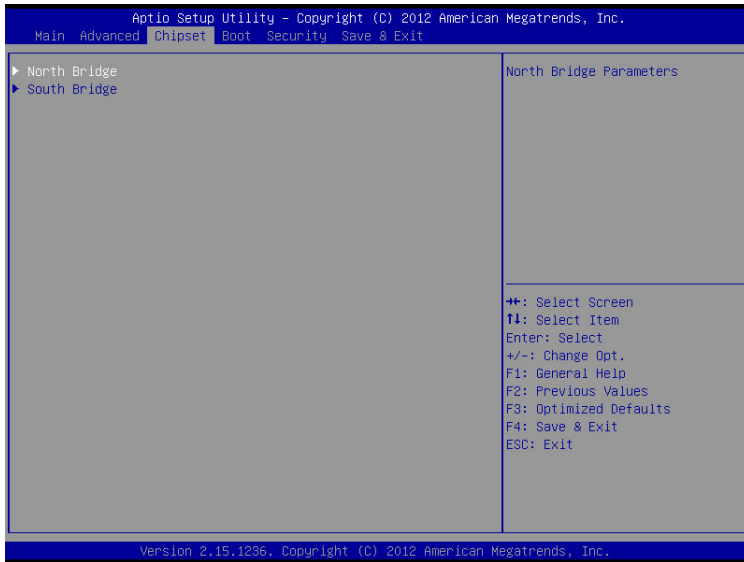 Aptio Setup Utility – Copyright (C) 2012 American Megatrends, Inc.
Main Advanced Chipset Boot Security Save & Exit
▶ North Bridge
▶ South Bridge
North Bridge Parameters
→←: Select Screen
↑↓: Select Item
Enter: Select
+/-: Change Opt.
F1: General Help
F2: Previous Values
F3: Optimized Defaults
F4: Save & Exit
ESC: Exit
Version 2.15.1236. Copyright (C) 2012 American Megatrends, Inc.